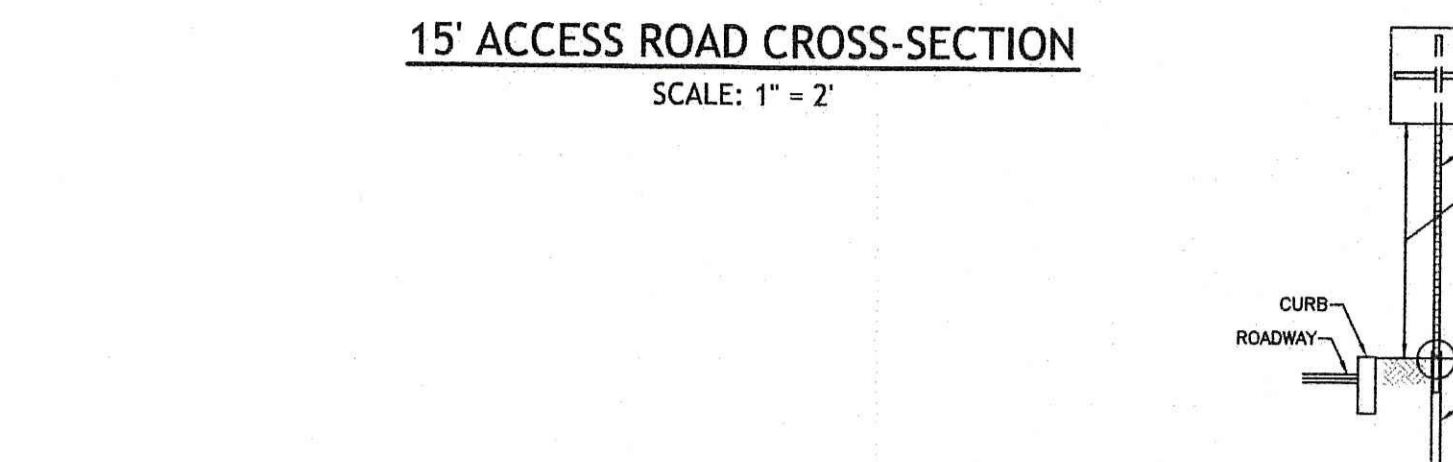 15' ACCESS ROAD CROSS-SECTION
SCALE: 1" = 2'
CURB
ROADWAY